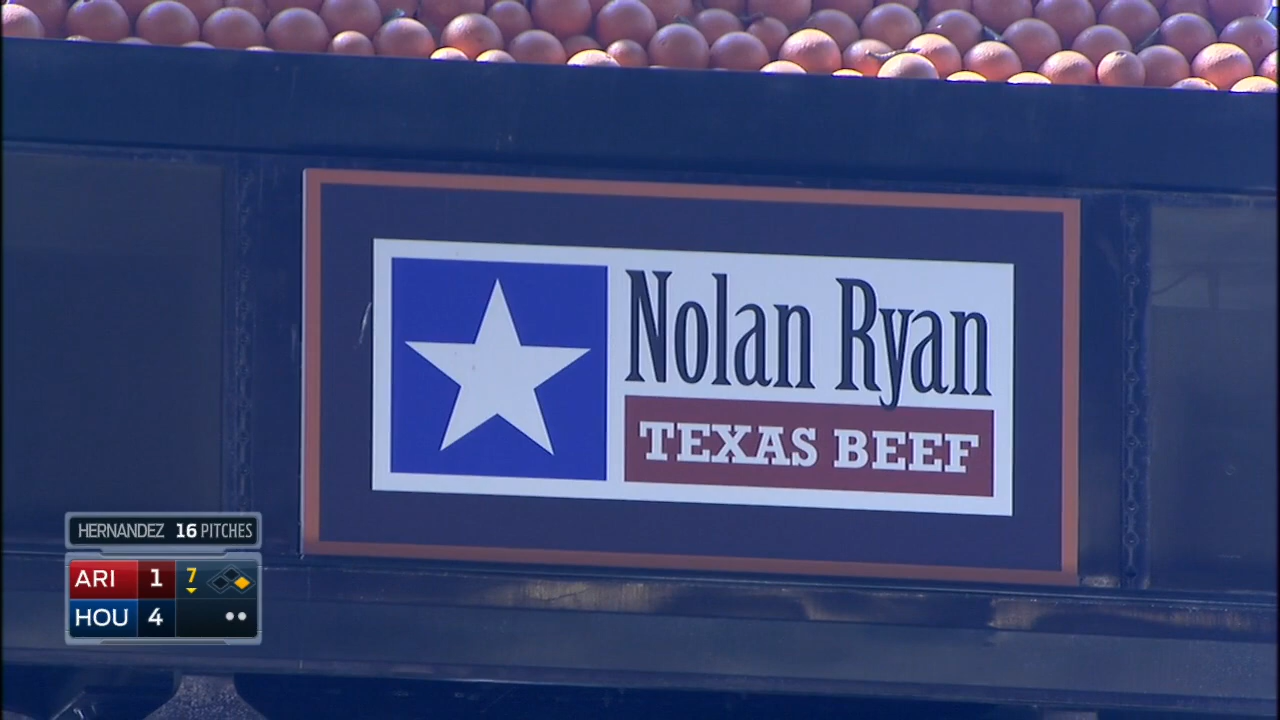 Nolan Ryan
TEXAS BEEF
HERNANDEZ 16 PITCHES
ARI 1 7
HOU 4